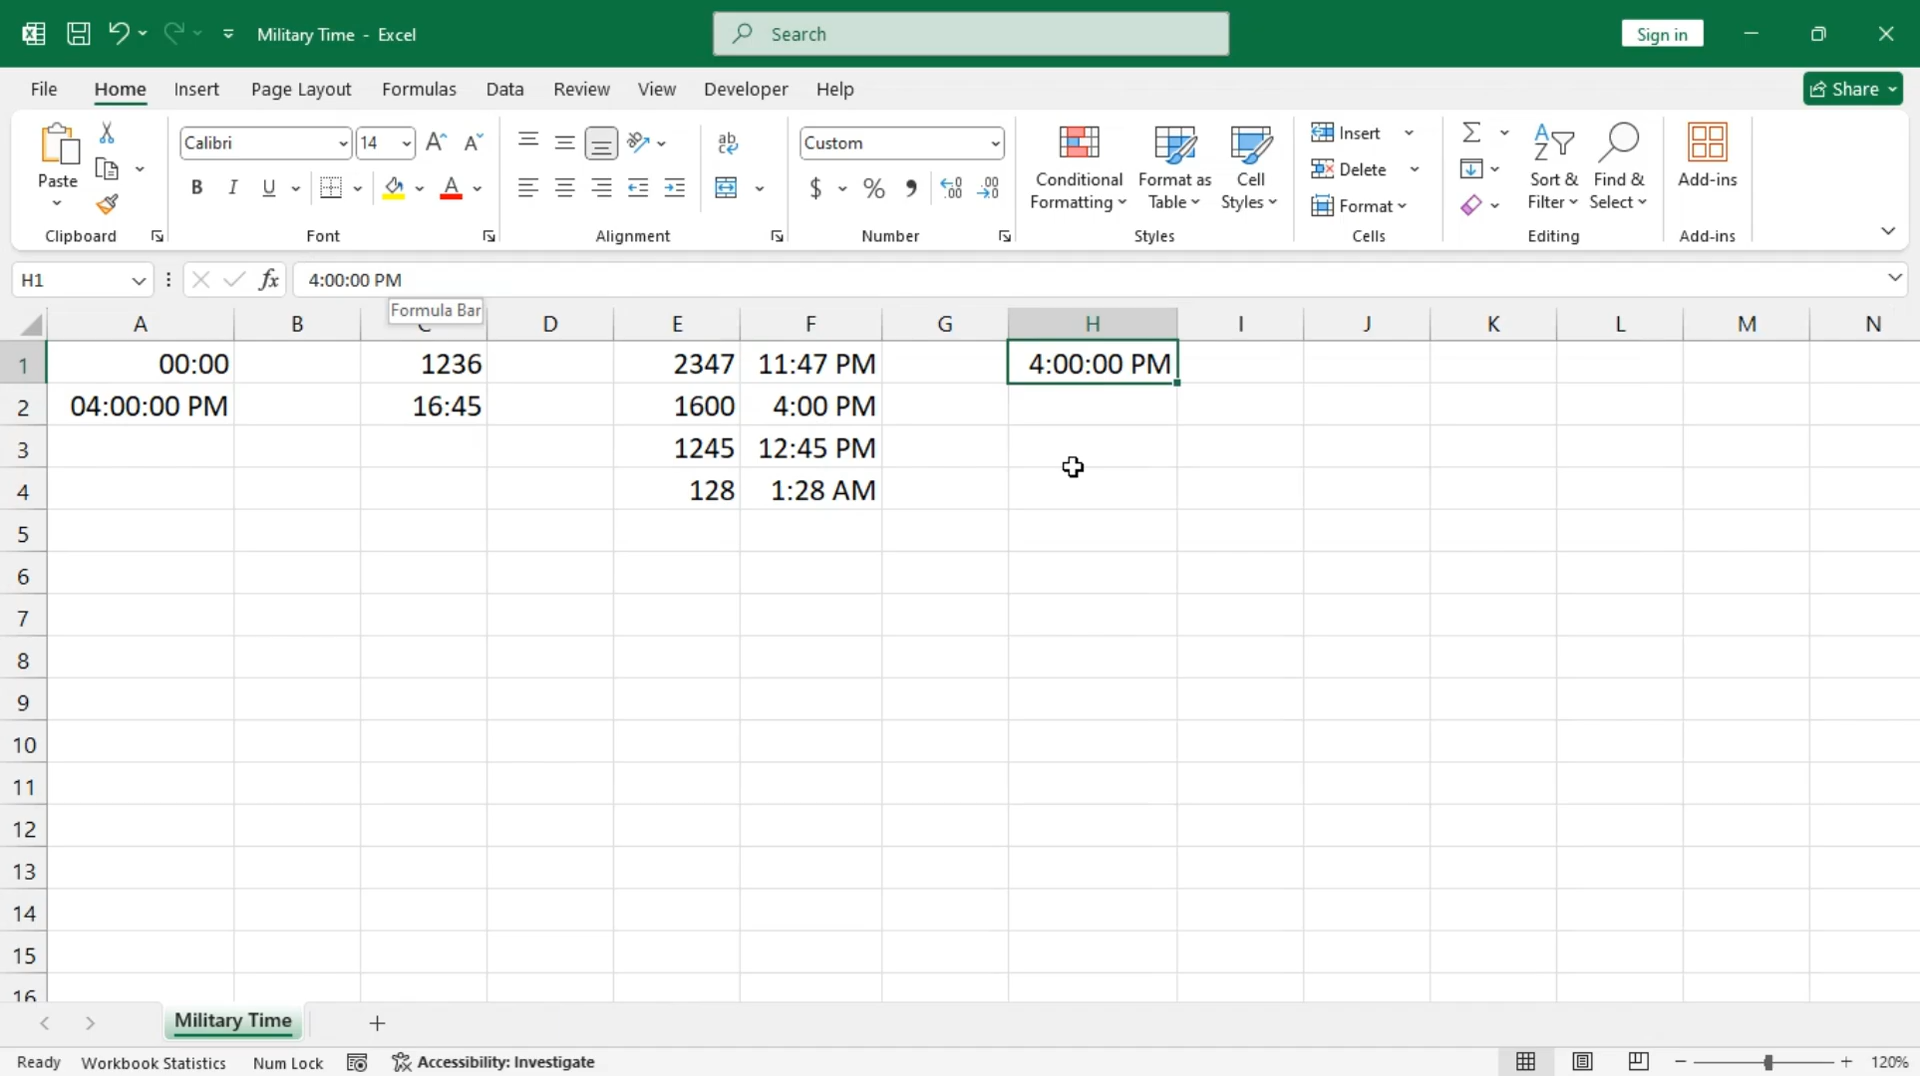 Military Time - Excel
Search
Sign in
File Home Insert Page Layout Formulas Data Review View Developer Help
Share
Paste
Clipboard
Calibri 14
B I U
Font
ab
Alignment
Custom
$ %
Number
Conditional Formatting
Format as Table
Cell Styles
Styles
Insert
Delete
Format
Cells
Sort & Filter
Find & Select
Editing
Add-ins
Add-ins
H1 fx 4:00:00 PM
Formula Bar
A B C D E F G H I J K L M N
1 00:00 1236 2347 11:47 PM 4:00:00 PM
2 04:00:00 PM 16:45 1600 4:00 PM
3 1245 12:45 PM
4 128 1:28 AM
5
6
7
8
9
10
11
12
13
14
15
16
Military Time
Ready Workbook Statistics Num Lock Accessibility: Investigate 120%